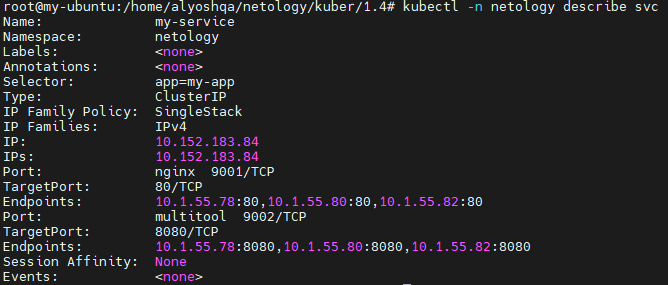 root@my-ubuntu:/home/alyoshqa/netology/kuber/1.4# kubectl -n netology describe svc
Name:              my-service
Namespace:         netology
Labels:            <none>
Annotations:       <none>
Selector:          app=my-app
Type:              ClusterIP
IP Family Policy:  SingleStack
IP Families:       IPv4
IP:                10.152.183.84
IPs:               10.152.183.84
Port:              nginx  9001/TCP
TargetPort:        80/TCP
Endpoints:         10.1.55.78:80,10.1.55.80:80,10.1.55.82:80
Port:              multitool  9002/TCP
TargetPort:        8080/TCP
Endpoints:         10.1.55.78:8080,10.1.55.80:8080,10.1.55.82:8080
Session Affinity:  None
Events:            <none>